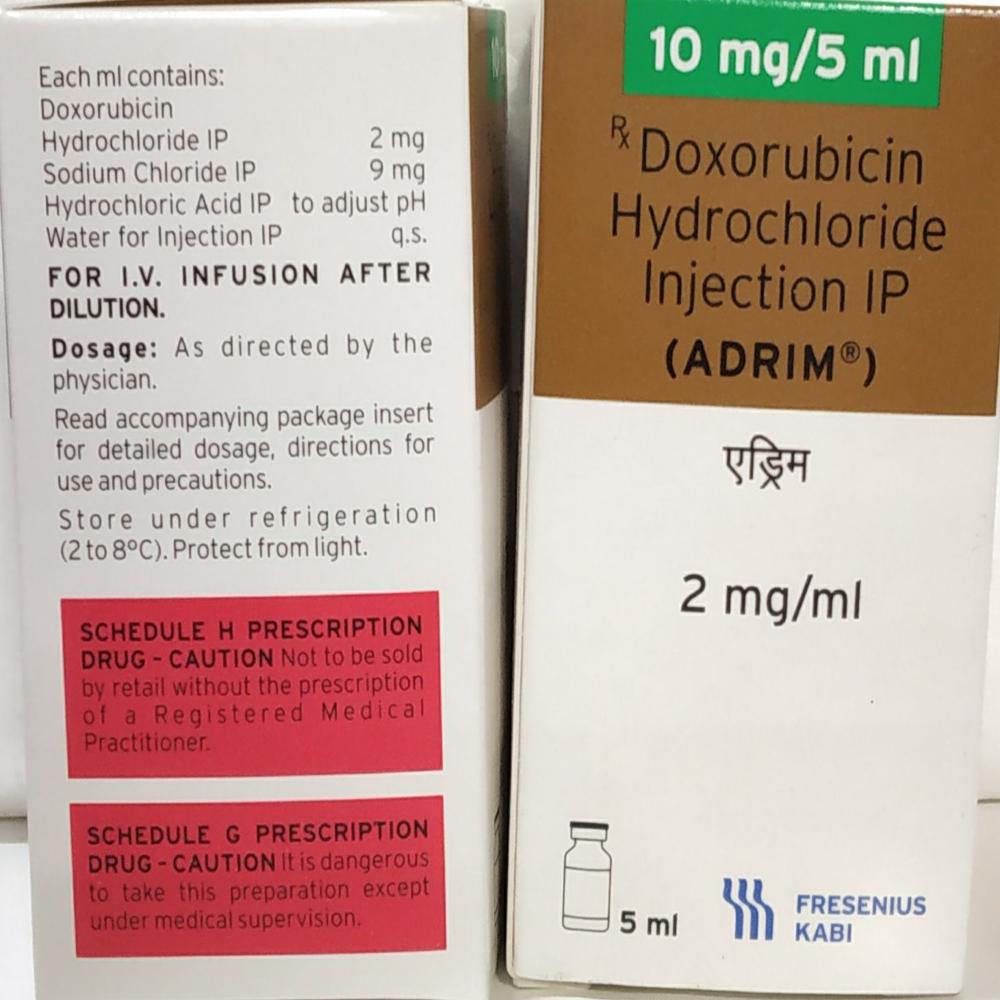 Each ml contains:
Doxorubicin
Hydrochloride IP 2 mg
Sodium Chloride IP 9 mg
Hydrochloric Acid IP to adjust pH
Water for Injection IP q.s.
FOR I.V. INFUSION AFTER
DILUTION.
Dosage: As directed by the
physician.
Read accompanying package insert
for detailed dosage, directions for
use and precautions.
Store under refrigeration
(2 to 8ºC). Protect from light.
SCHEDULE H PRESCRIPTION
DRUG - CAUTION Not to be sold
by retail without the prescription
of a Registered Medical
Practitioner.
SCHEDULE G PRESCRIPTION
DRUG - CAUTION It is dangerous
to take this preparation except
under medical supervision.
10 mg/5 ml
℞ Doxorubicin
Hydrochloride
Injection IP
(ADRIM®)
एड्रिम
2 mg/ml
5 ml
FRESENIUS
KABI